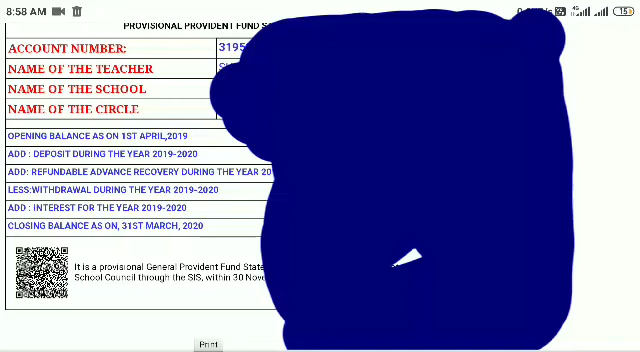 8:58 AM
4G
15
PROVISIONAL PROVIDENT FUND
ACCOUNT NUMBER: 3195
NAME OF THE TEACHER
NAME OF THE SCHOOL
NAME OF THE CIRCLE
OPENING BALANCE AS ON 1ST APRIL,2019
ADD : DEPOSIT DURING THE YEAR 2019-2020
ADD: REFUNDABLE ADVANCE RECOVERY DURING THE YEAR 20
LESS:WITHDRAWAL DURING THE YEAR 2019-2020
ADD : INTEREST FOR THE YEAR 2019-2020
CLOSING BALANCE AS ON, 31ST MARCH, 2020
It is a provisional General Provident Fund State
School Council through the SIS, within 30 Nove
Print